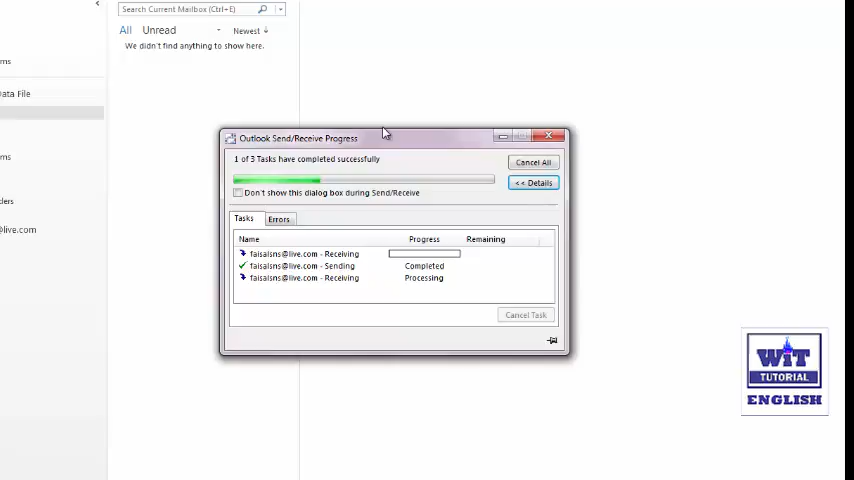 Search Current Mailbox (Ctrl+E)
All Unread Newest
We didn't find anything to show here.
ms
Data File
ms
ders
@live.com
Outlook Send/Receive Progress
1 of 3 Tasks have completed successfully
Cancel All
<< Details
Don't show this dialog box during Send/Receive
Tasks Errors
Name Progress Remaining
faisalsns@live.com - Receiving
faisalsns@live.com - Sending Completed
faisalsns@live.com - Receiving Processing
Cancel Task
WiT
TUTORIAL
ENGLISH